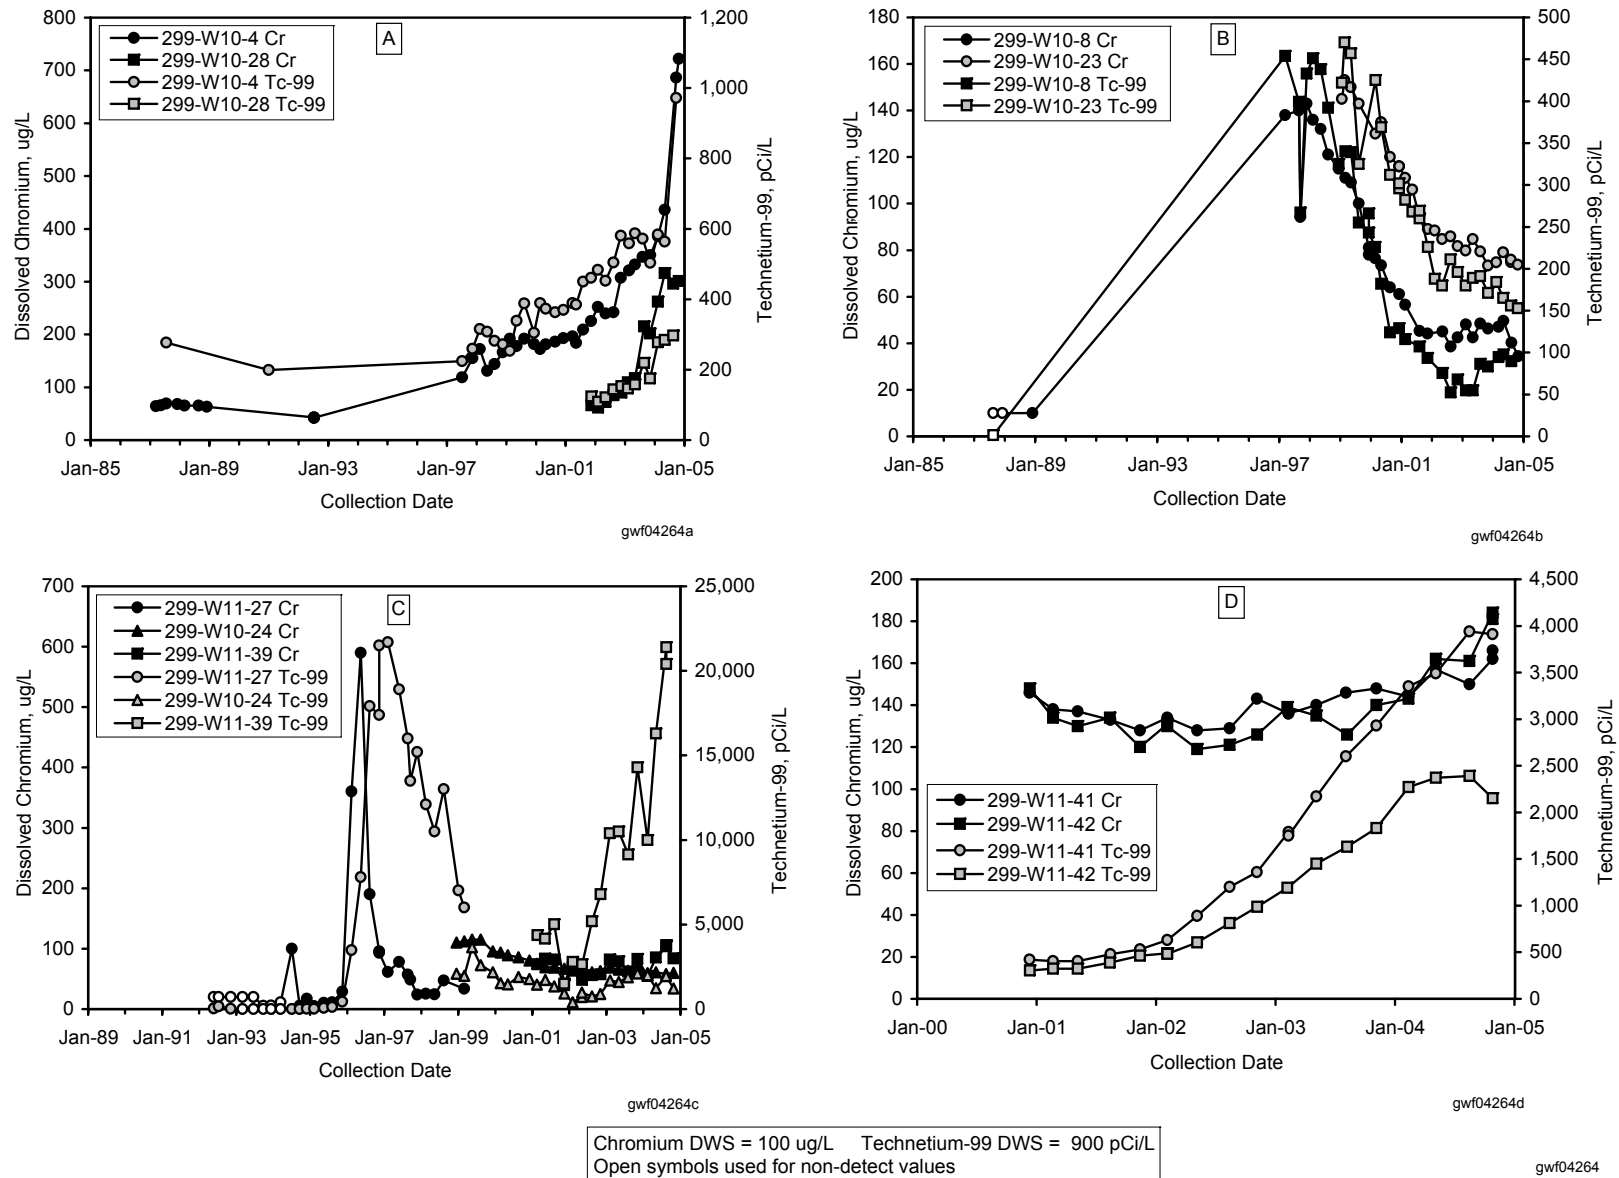 A
299-W10-4 Cr
299-W10-28 Cr
299-W10-4 Tc-99
299-W10-28 Tc-99
Dissolved Chromium, ug/L
800
700
600
500
400
300
200
100
0
Technetium-99, pCi/L
1,200
1,000
800
600
400
200
0
Jan-85 Jan-89 Jan-93 Jan-97 Jan-01 Jan-05
Collection Date
gwf04264a
B
299-W10-8 Cr
299-W10-23 Cr
299-W10-8 Tc-99
299-W10-23 Tc-99
Dissolved Chromium, ug/L
180
160
140
120
100
80
60
40
20
0
Technetium-99, pCi/L
500
450
400
350
300
250
200
150
100
50
0
Jan-85 Jan-89 Jan-93 Jan-97 Jan-01 Jan-05
Collection Date
gwf04264b
C
299-W11-27 Cr
299-W10-24 Cr
299-W11-39 Cr
299-W11-27 Tc-99
299-W10-24 Tc-99
299-W11-39 Tc-99
Dissolved Chromium, ug/L
700
600
500
400
300
200
100
0
Technetium-99, pCi/L
25,000
20,000
15,000
10,000
5,000
0
Jan-89 Jan-91 Jan-93 Jan-95 Jan-97 Jan-99 Jan-01 Jan-03 Jan-05
Collection Date
gwf04264c
D
299-W11-41 Cr
299-W11-42 Cr
299-W11-41 Tc-99
299-W11-42 Tc-99
Dissolved Chromium, ug/L
200
180
160
140
120
100
80
60
40
20
0
Technetium-99, pCi/L
4,500
4,000
3,500
3,000
2,500
2,000
1,500
1,000
500
0
Jan-00 Jan-01 Jan-02 Jan-03 Jan-04 Jan-05
Collection Date
gwf04264d
Chromium DWS = 100 ug/L Technetium-99 DWS = 900 pCi/L
Open symbols used for non-detect values
gwf04264